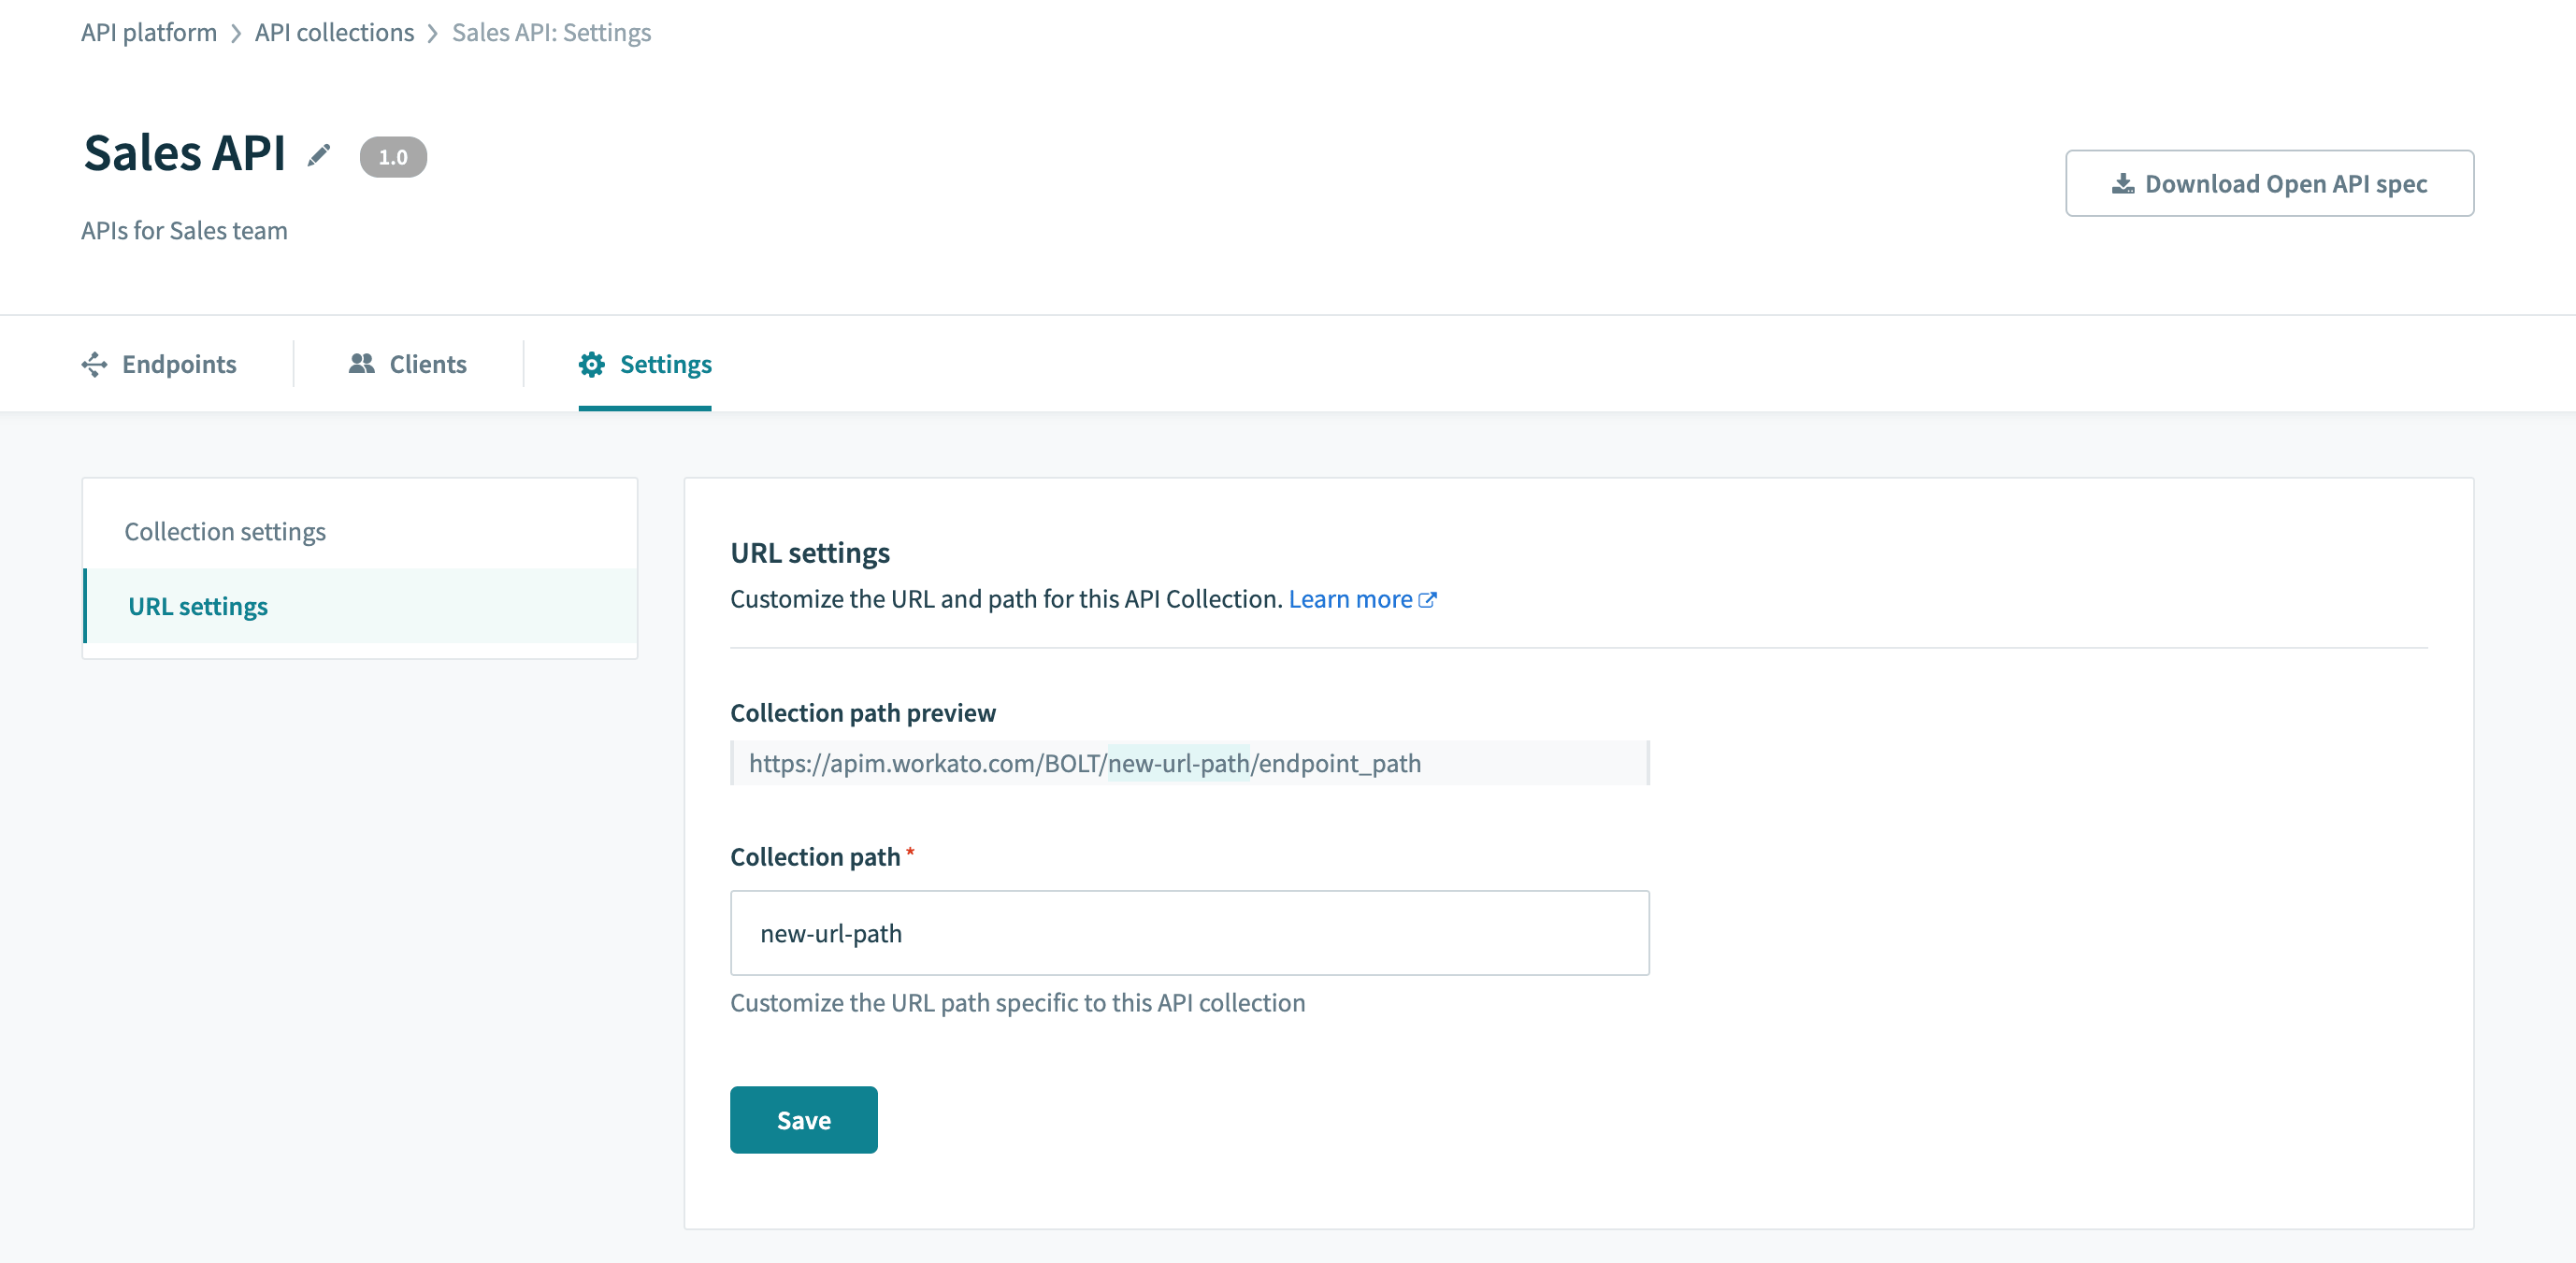 API platform > API collections > Sales API: Settings
Sales API 1.0
Download Open API spec
APIs for Sales team
Endpoints Clients Settings
Collection settings
URL settings
URL settings
Customize the URL and path for this API Collection. Learn more
Collection path preview
https://apim.workato.com/BOLT/new-url-path/endpoint_path
Collection path *
new-url-path
Customize the URL path specific to this API collection
Save